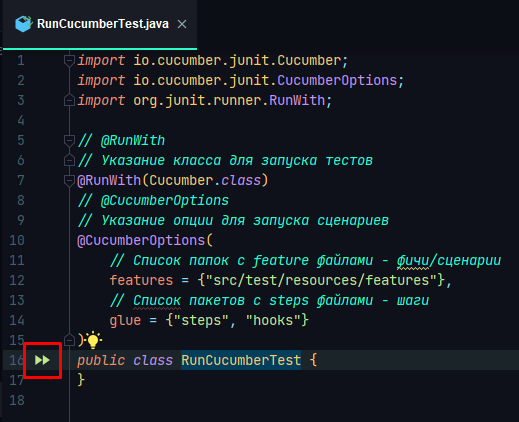 RunCucumberTest.java
1 import io.cucumber.junit.Cucumber;
2 import io.cucumber.junit.CucumberOptions;
3 import org.junit.runner.RunWith;
4
5 // @RunWith
6 // Указание класса для запуска тестов
7 @RunWith(Cucumber.class)
8 // @CucumberOptions
9 // Указание опции для запуска сценариев
10 @CucumberOptions(
11 // Список папок с feature файлами - фичи/сценарии
12 features = {"src/test/resources/features"},
13 // Список пакетов с steps файлами - шаги
14 glue = {"steps", "hooks"}
15 )
16 public class RunCucumberTest {
17 }
18